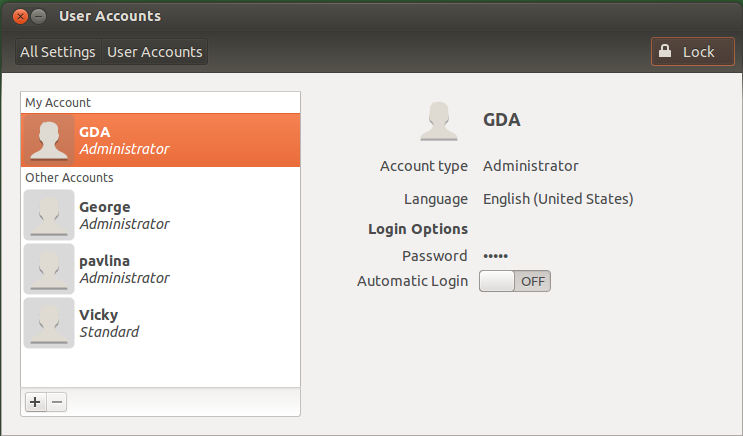 User Accounts
All Settings User Accounts Lock
My Account
GDA
Administrator
Other Accounts
George
Administrator
pavlina
Administrator
Vicky
Standard
GDA
Account type Administrator
Language English (United States)
Login Options
Password •••••
Automatic Login OFF